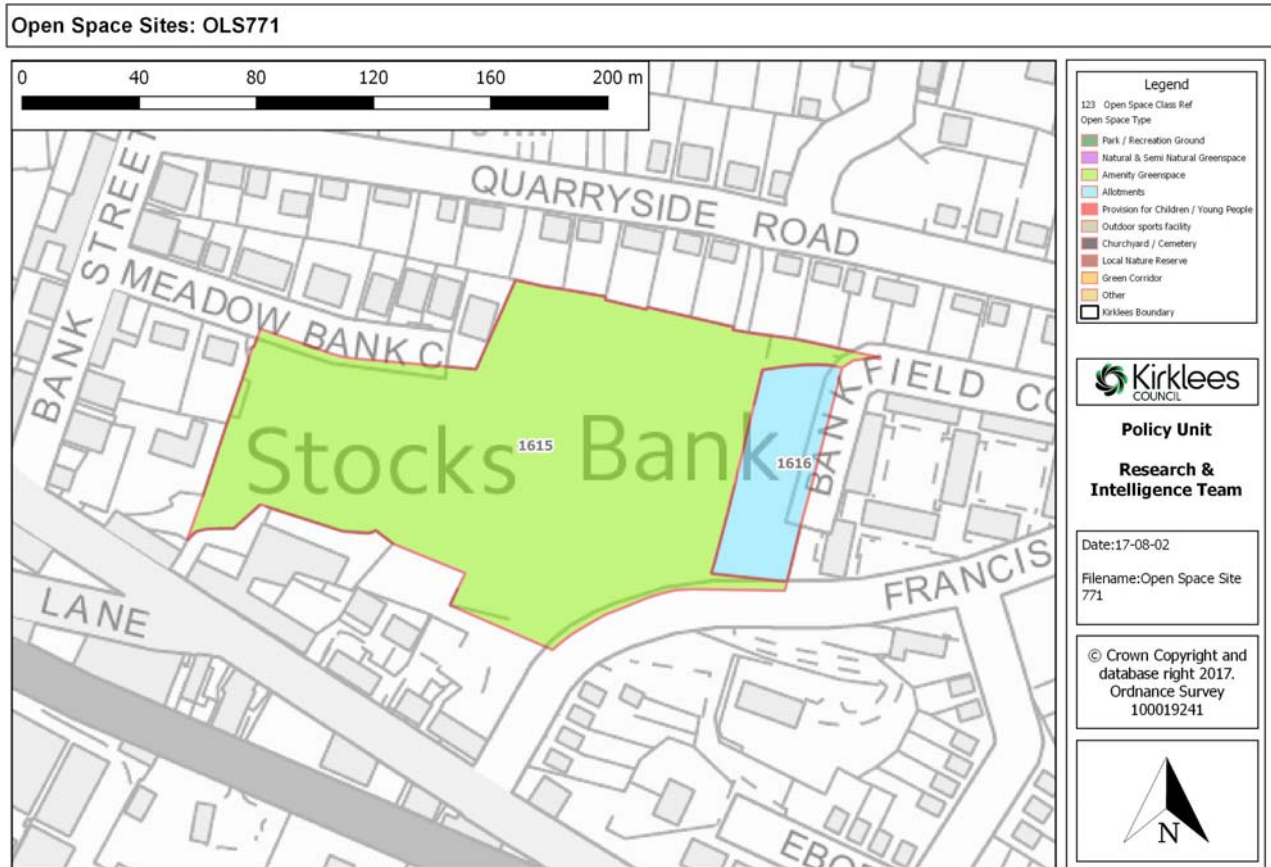 Open Space Sites: OLS771
0 40 80 120 160 200 m
QUARRYSIDE ROAD
BANK STREET
MEADOW BANK C
BANKFIELD CO
Stocks Bank
1615
1616
LANE
FRANCIS
EBO
Legend
123 Open Space Class Ref
Open Space Type
Park / Recreation Ground
Natural & Semi Natural Greenspace
Amenity Greenspace
Allotments
Provision for Children / Young People
Outdoor sports facility
Churchyard / Cemetery
Local Nature Reserve
Green Corridor
Other
Kirklees Boundary
Kirklees
COUNCIL
Policy Unit
Research &
Intelligence Team
Date:17-08-02
Filename:Open Space Site
771
© Crown Copyright and
database right 2017.
Ordnance Survey
100019241
N